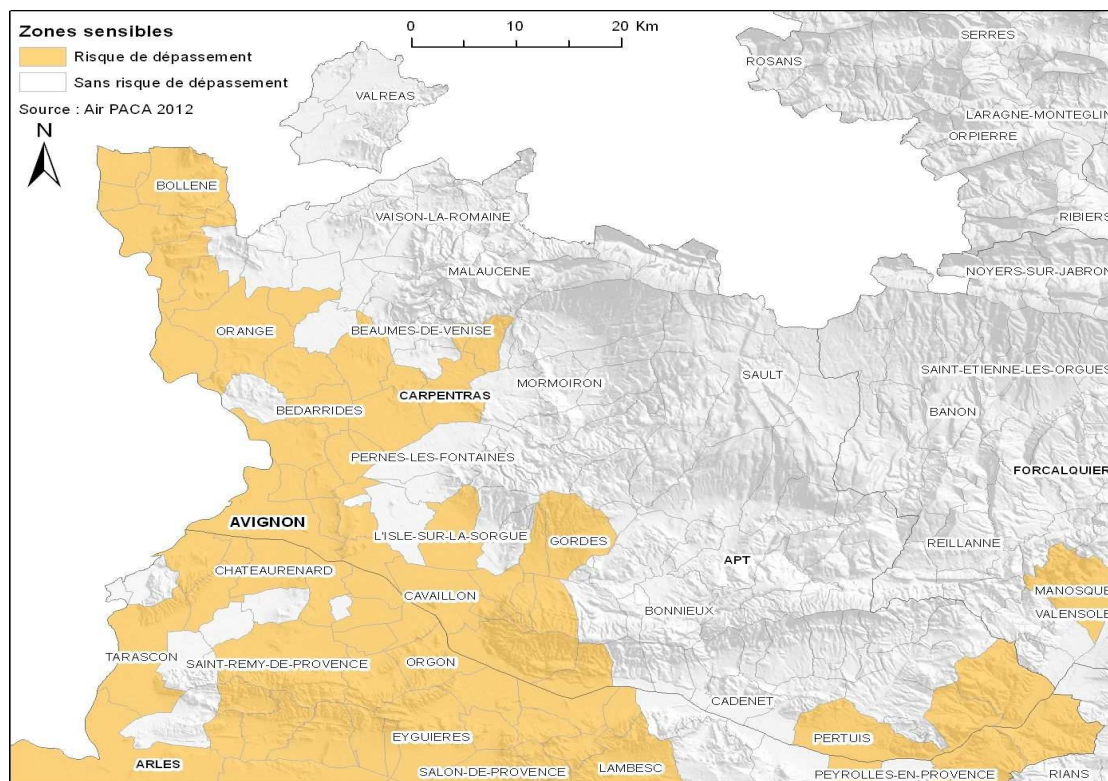 Zones sensibles
Risque de dépassement
Sans risque de dépassement
Source : Air PACA 2012
N
0 10 20 Km
SERRES
ROSANS
VALREAS
LARAGNE-MONTEGLIN
ORPIERRE
BOLLENE
VAISON-LA-ROMAINE
RIBIERS
MALAUCENE
NOYERS-SUR-JABRON
ORANGE
BEAUMES-DE-VENISE
SAINT-ETIENNE-LES-ORGUES
SAULT
MORMOIRON
CARPENTRAS
BEDARRIDES
BANON
PERNES-LES-FONTAINES
FORCALQUIER
AVIGNON
L'ISLE-SUR-LA-SORGUE
GORDES
REILLANNE
APT
CHATEAURENARD
CAVAILLON
MANOSQUE
BONNIEUX
VALENSOLE
TARASCON
SAINT-REMY-DE-PROVENCE
ORGON
CADENET
EYGUIERES
PERTUIS
ARLES
SALON-DE-PROVENCE
LAMBESC
PEYROLLES-EN-PROVENCE
RIANS